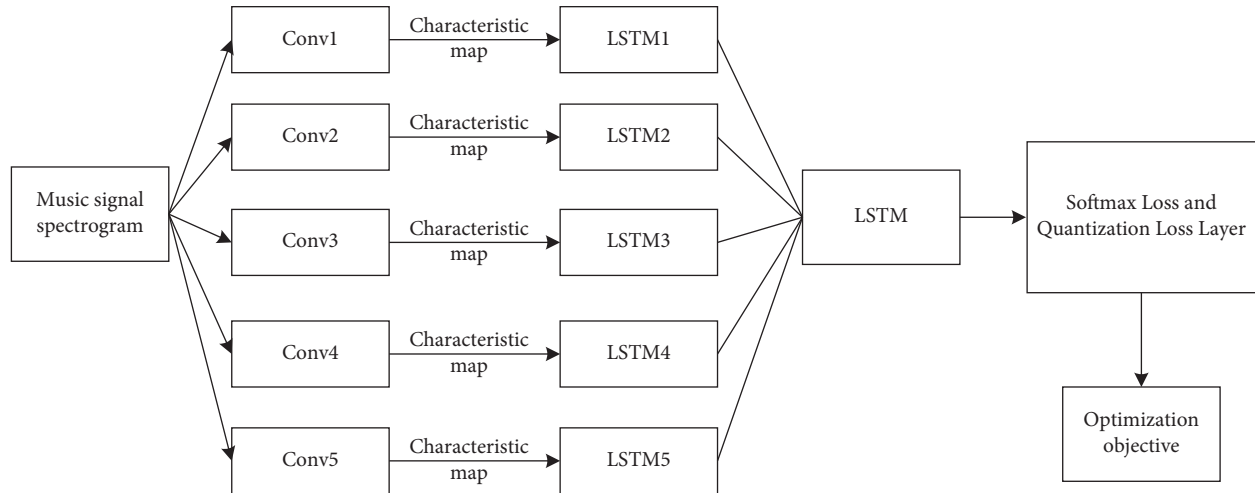 Music signal
spectrogram
Conv1
Characteristic
map
LSTM1
Conv2
Characteristic
map
LSTM2
Conv3
Characteristic
map
LSTM3
Conv4
Characteristic
map
LSTM4
Conv5
Characteristic
map
LSTM5
LSTM
Softmax Loss and
Quantization Loss Layer
Optimization
objective